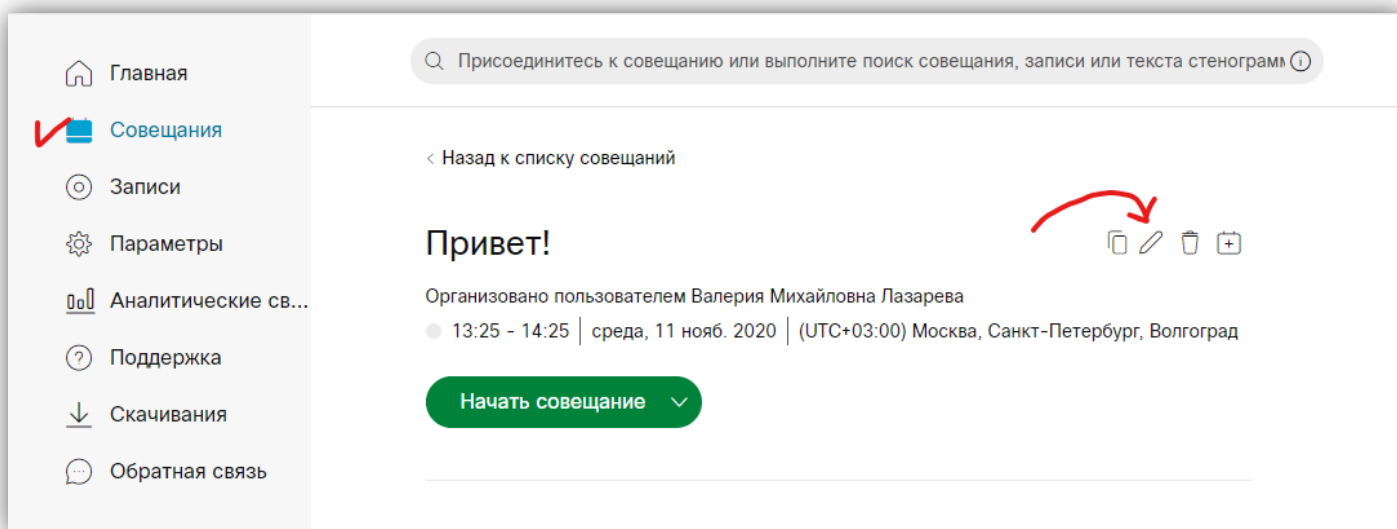 Главная
Совещания
Записи
Параметры
Аналитические св...
Поддержка
Скачивания
Обратная связь
Присоединитесь к совещанию или выполните поиск совещания, записи или текста стенограмм
< Назад к списку совещаний
Привет!
Организовано пользователем Валерия Михайловна Лазарева
13:25 - 14:25 | среда, 11 нояб. 2020 | (UTC+03:00) Москва, Санкт-Петербург, Волгоград
Начать совещание